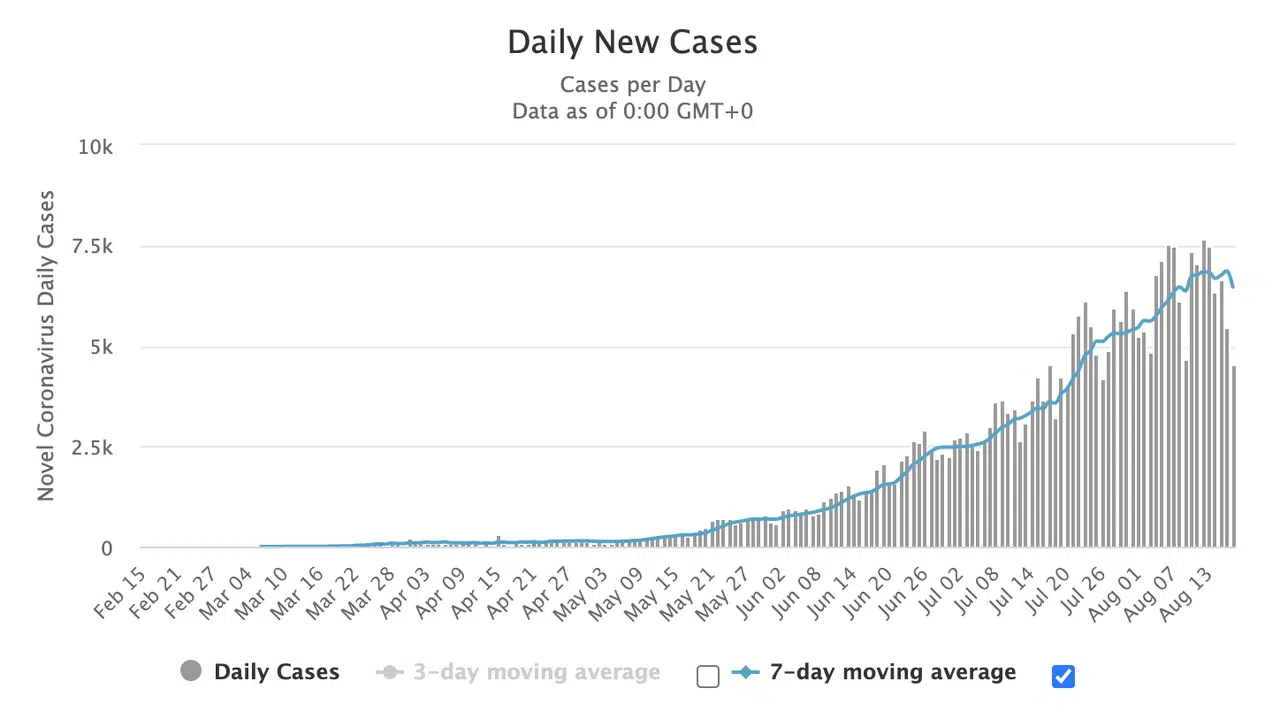 Daily New Cases
Cases per Day
Data as of 0:00 GMT+0
Novel Coronavirus Daily Cases
10k
7.5k
5k
2.5k
0
Feb 15
Feb 21
Feb 27
Mar 04
Mar 10
Mar 16
Mar 22
Mar 28
Apr 03
Apr 09
Apr 15
Apr 21
Apr 27
May 03
May 09
May 15
May 21
May 27
Jun 02
Jun 08
Jun 14
Jun 20
Jun 26
Jul 02
Jul 08
Jul 14
Jul 20
Jul 26
Aug 01
Aug 07
Aug 13
Daily Cases
3-day moving average
7-day moving average